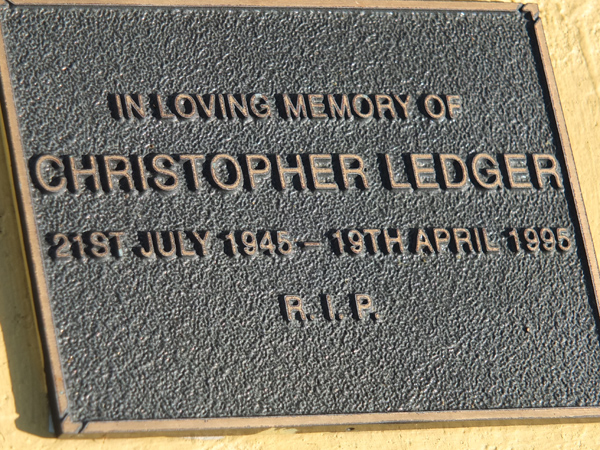 IN LOVING MEMORY OF
CHRISTOPHER LEDGER
21ST JULY 1945 – 19TH APRIL 1995
R. I. P.